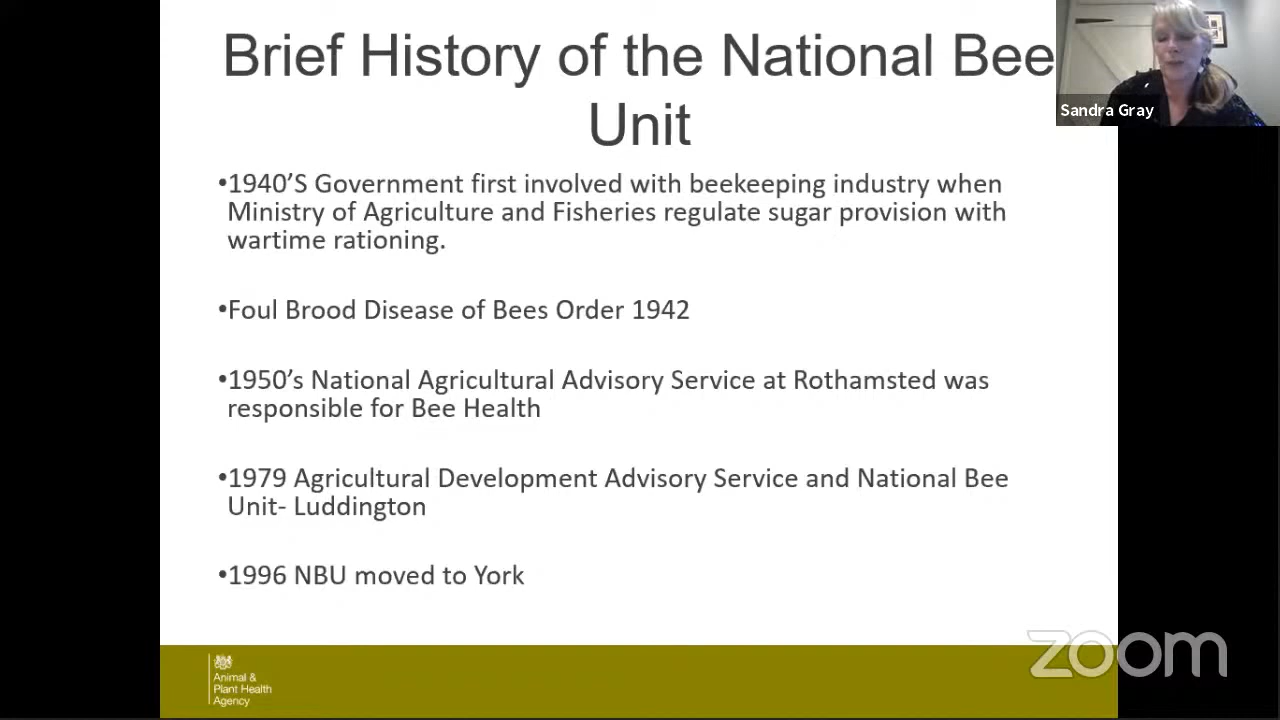 Brief History of the National Bee
Unit
Sandra Gray
•1940’S Government first involved with beekeeping industry when
Ministry of Agriculture and Fisheries regulate sugar provision with
wartime rationing.
•Foul Brood Disease of Bees Order 1942
•1950’s National Agricultural Advisory Service at Rothamsted was
responsible for Bee Health
•1979 Agricultural Development Advisory Service and National Bee
Unit- Luddington
•1996 NBU moved to York
Animal &
Plant Health
Agency
zoom